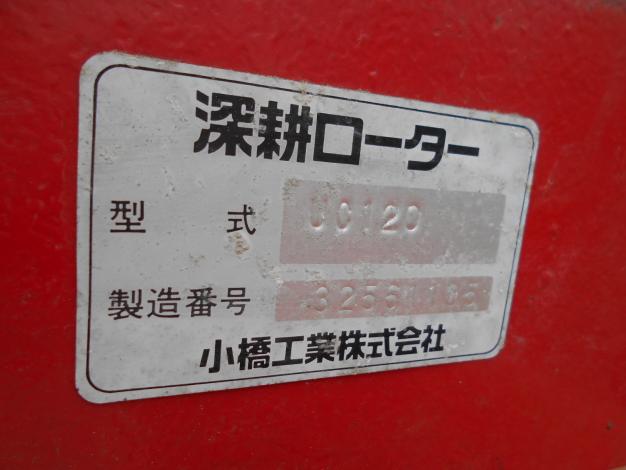 深耕ローター
型式 UC120
製造番号
小橋工業株式会社